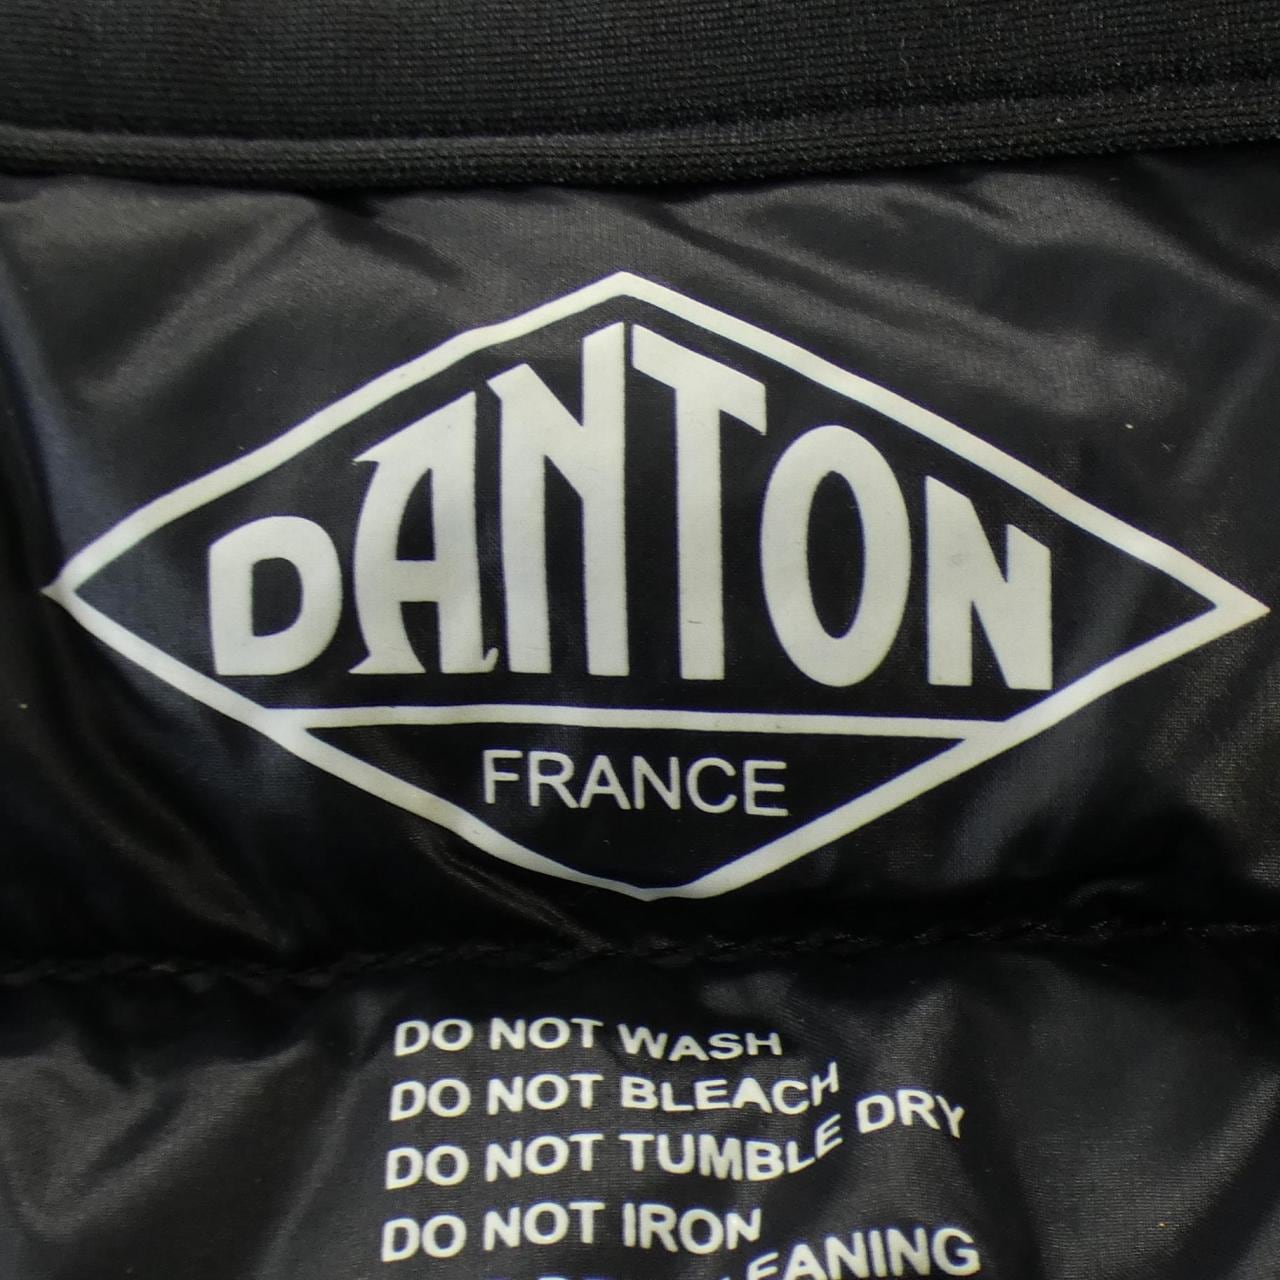 DANTON
FRANCE
DO NOT WASH
DO NOT BLEACH
DO NOT TUMBLE DRY
DO NOT IRON